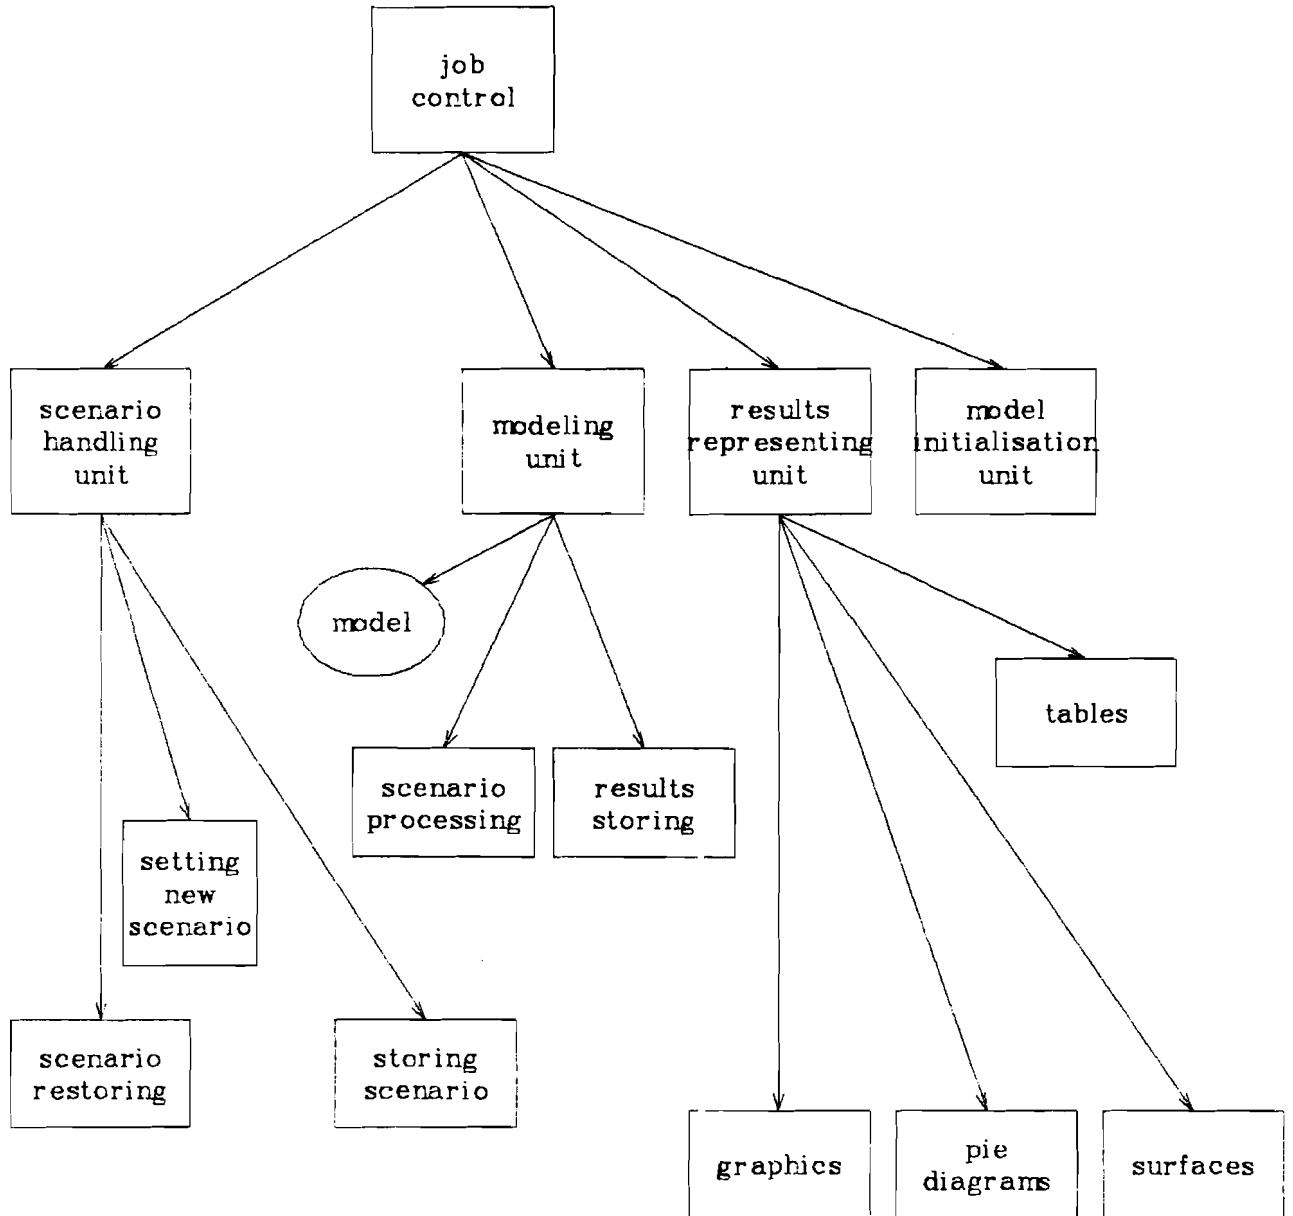 job
control
scenario
handling
unit
modeling
unit
results
representing
unit
model
initialisation
unit
model
tables
scenario
processing
results
storing
setting
new
scenario
scenario
restoring
storing
scenario
graphics
pie
diagrams
surfaces